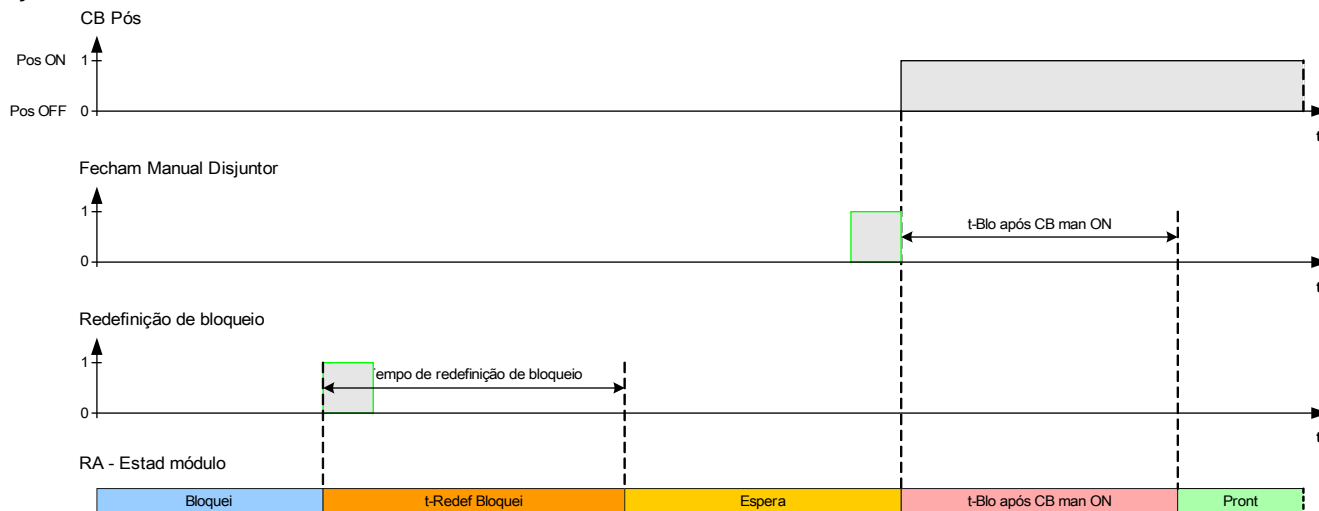 CB Pós
Pos ON 1
Pos OFF 0
t
Fecham Manual Disjuntor
1
t-Blo após CB man ON
0
t
Redefinição de bloqueio
1
empo de redefinição de bloqueio
0
t
RA - Estad módulo
Bloquei t-Redef Bloquei Espera t-Blo após CB man ON Pront